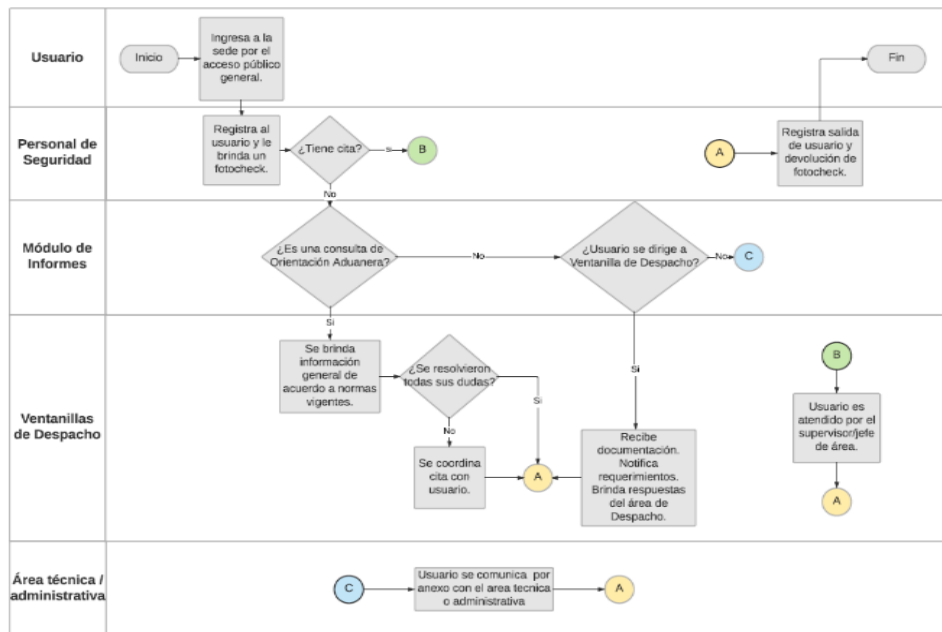 Usuario
Inicio
Ingresa a la
sede por el
acceso público
general.
Fin
Personal de
Seguridad
Registra al
usuario y le
brinda un
fotocheck.
¿Tiene cita?
si
B
A
Registra salida
de usuario y
devolución de
fotocheck.
No
Módulo de
Informes
¿Es una consulta de
Orientación Aduanera?
No
¿Usuario se dirige a
Ventanilla de Despacho?
No
C
Si
Ventanillas
de Despacho
Se brinda
información
general de
acuerdo a normas
vigentes.
¿Se resolvieron
todas sus dudas?
Si
No
Se coordina
cita con
usuario.
A
Si
Recibe
documentación.
Notifica
requerimientos.
Brinda respuestas
del área de
Despacho.
B
Usuario es
atendido por el
supervisor/jefe
de área.
A
Área técnica /
administrativa
C
Usuario se comunica por
anexo con el area tecnica
o administrativa
A